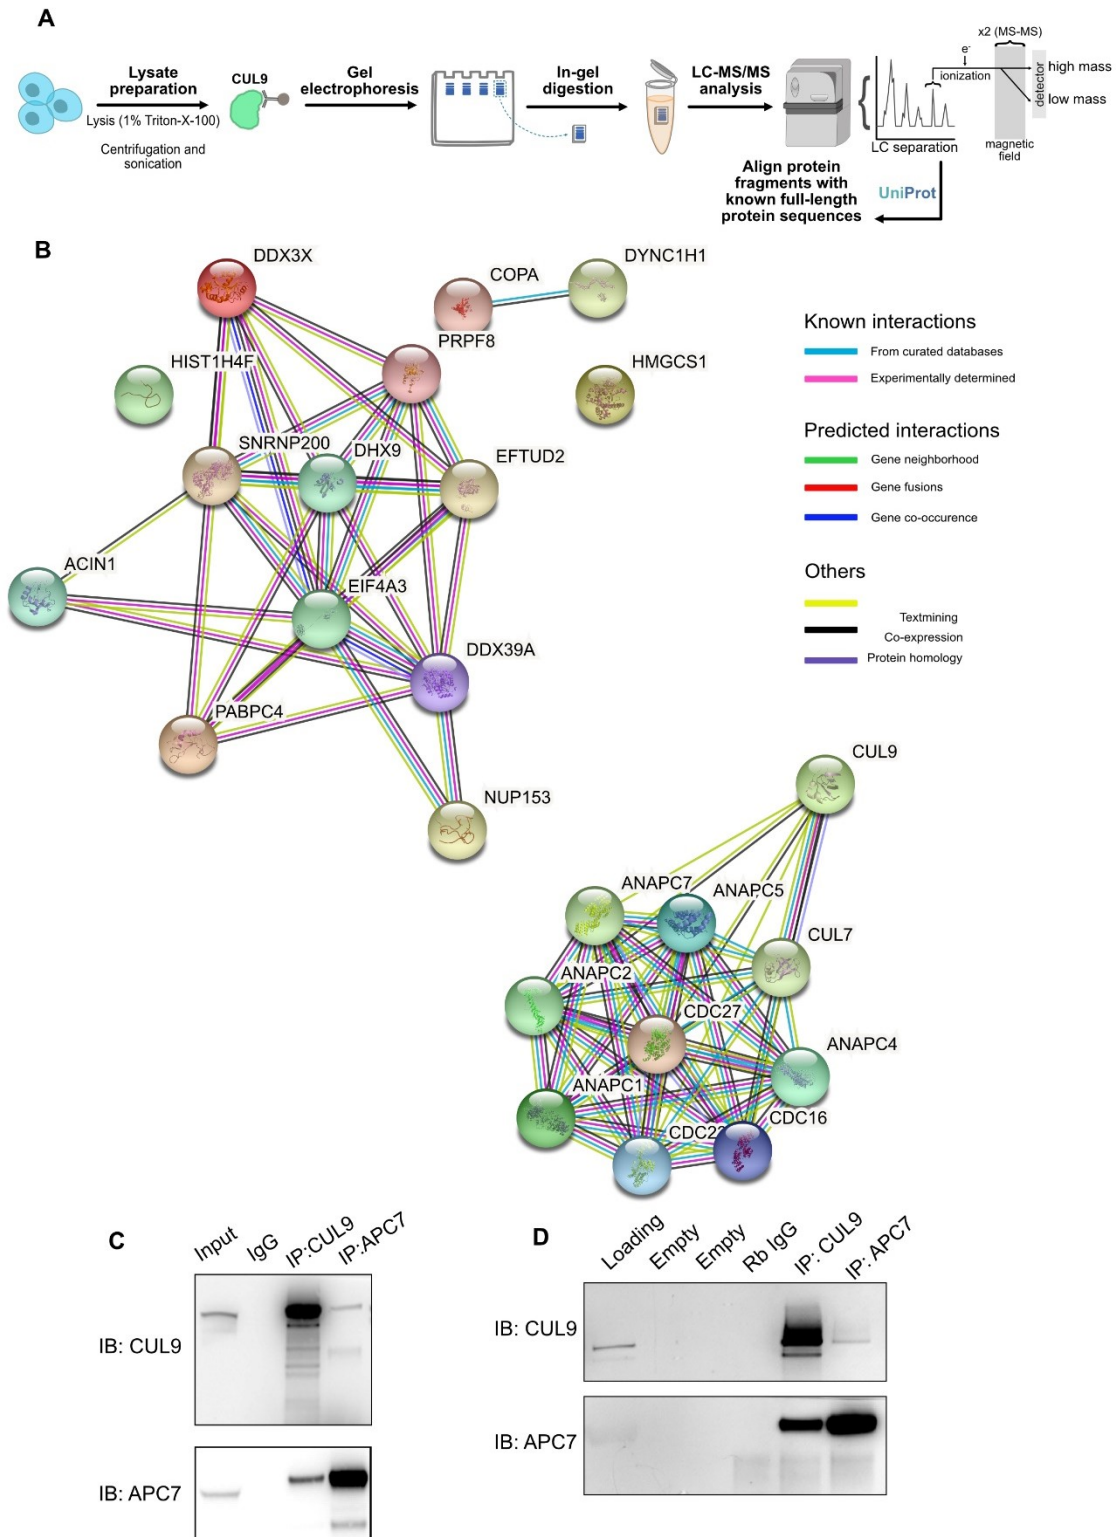 A
Lysate
preparation
Lysis (1% Triton-X-100)
Centrifugation and
sonication
CUL9
Gel
electrophoresis
In-gel
digestion
LC-MS/MS
analysis
LC separation
e-
ionization
x2 (MS-MS)
magnetic
field
detector
high mass
low mass
Align protein
fragments with
known full-length
protein sequences
UniProt
B
DDX3X
COPA
DYNC1H1
PRPF8
HIST1H4F
HMGCS1
SNRNP200
DHX9
EFTUD2
ACIN1
EIF4A3
DDX39A
PABPC4
NUP153
Known interactions
From curated databases
Experimentally determined
Predicted interactions
Gene neighborhood
Gene fusions
Gene co-occurence
Others
Textmining
Co-expression
Protein homology
CUL9
ANAPC7
ANAPC5
CUL7
ANAPC2
CDC27
ANAPC4
ANAPC1
CDC16
CDC23
C
Input
IgG
IP:CUL9
IP:APC7
IB: CUL9
IB: APC7
D
Loading
Empty
Empty
Rb IgG
IP: CUL9
IP: APC7
IB: CUL9
IB: APC7